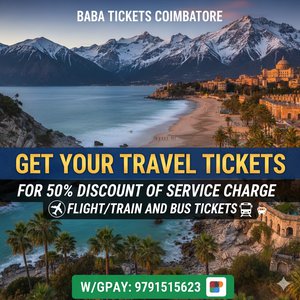 BABA TICKETS COIMBATORE
GET YOUR TRAVEL TICKETS
FOR 50% DISCOUNT OF SERVICE CHARGE
FLIGHT/TRAIN AND BUS TICKETS
W/GPAY: 9791515623